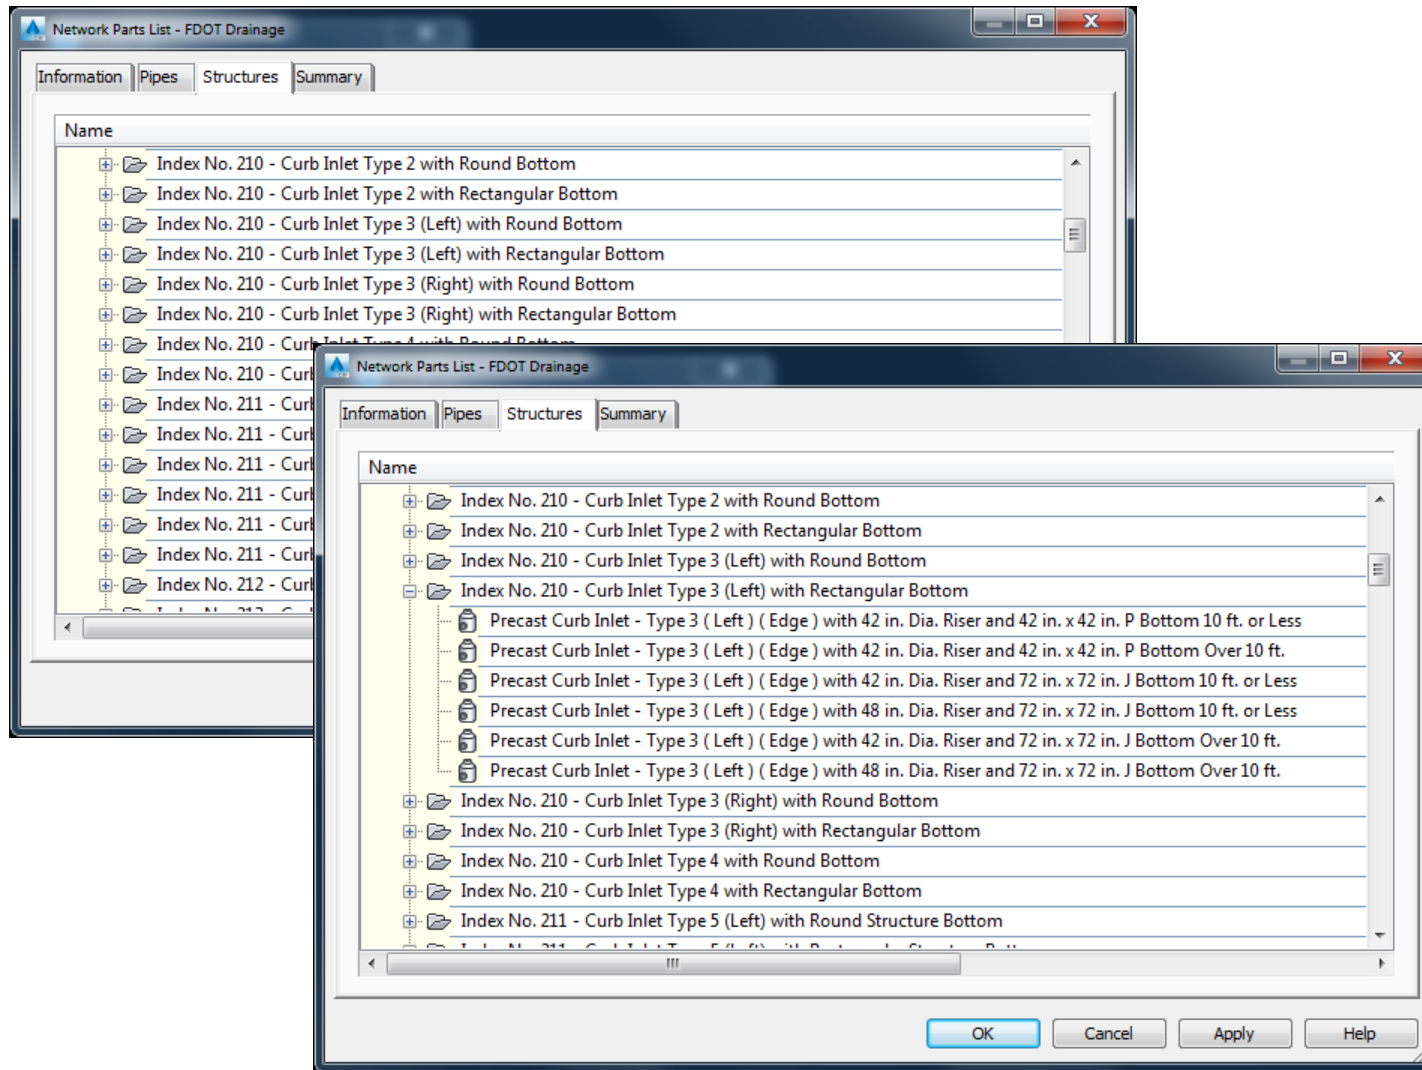 Network Parts List - FDOT Drainage
Information
Pipes
Structures
Summary
Name
Index No. 210 - Curb Inlet Type 2 with Round Bottom
Index No. 210 - Curb Inlet Type 2 with Rectangular Bottom
Index No. 210 - Curb Inlet Type 3 (Left) with Round Bottom
Index No. 210 - Curb Inlet Type 3 (Left) with Rectangular Bottom
Index No. 210 - Curb Inlet Type 3 (Right) with Round Bottom
Index No. 210 - Curb Inlet Type 3 (Right) with Rectangular Bottom
Index No. 210 - Curb Inlet Type 4 with Round Bottom
Index No. 210 - Curb
Index No. 211 - Curb
Index No. 211 - Curb
Index No. 211 - Curb
Index No. 211 - Curb
Index No. 211 - Curb
Index No. 211 - Curb
Index No. 212 - Curb
Network Parts List - FDOT Drainage
Information
Pipes
Structures
Summary
Name
Index No. 210 - Curb Inlet Type 2 with Round Bottom
Index No. 210 - Curb Inlet Type 2 with Rectangular Bottom
Index No. 210 - Curb Inlet Type 3 (Left) with Round Bottom
Index No. 210 - Curb Inlet Type 3 (Left) with Rectangular Bottom
Precast Curb Inlet - Type 3 ( Left ) ( Edge ) with 42 in. Dia. Riser and 42 in. x 42 in. P Bottom 10 ft. or Less
Precast Curb Inlet - Type 3 ( Left ) ( Edge ) with 42 in. Dia. Riser and 42 in. x 42 in. P Bottom Over 10 ft.
Precast Curb Inlet - Type 3 ( Left ) ( Edge ) with 42 in. Dia. Riser and 72 in. x 72 in. J Bottom 10 ft. or Less
Precast Curb Inlet - Type 3 ( Left ) ( Edge ) with 48 in. Dia. Riser and 72 in. x 72 in. J Bottom 10 ft. or Less
Precast Curb Inlet - Type 3 ( Left ) ( Edge ) with 42 in. Dia. Riser and 72 in. x 72 in. J Bottom Over 10 ft.
Precast Curb Inlet - Type 3 ( Left ) ( Edge ) with 48 in. Dia. Riser and 72 in. x 72 in. J Bottom Over 10 ft.
Index No. 210 - Curb Inlet Type 3 (Right) with Round Bottom
Index No. 210 - Curb Inlet Type 3 (Right) with Rectangular Bottom
Index No. 210 - Curb Inlet Type 4 with Round Bottom
Index No. 210 - Curb Inlet Type 4 with Rectangular Bottom
Index No. 211 - Curb Inlet Type 5 (Left) with Round Structure Bottom
OK
Cancel
Apply
Help